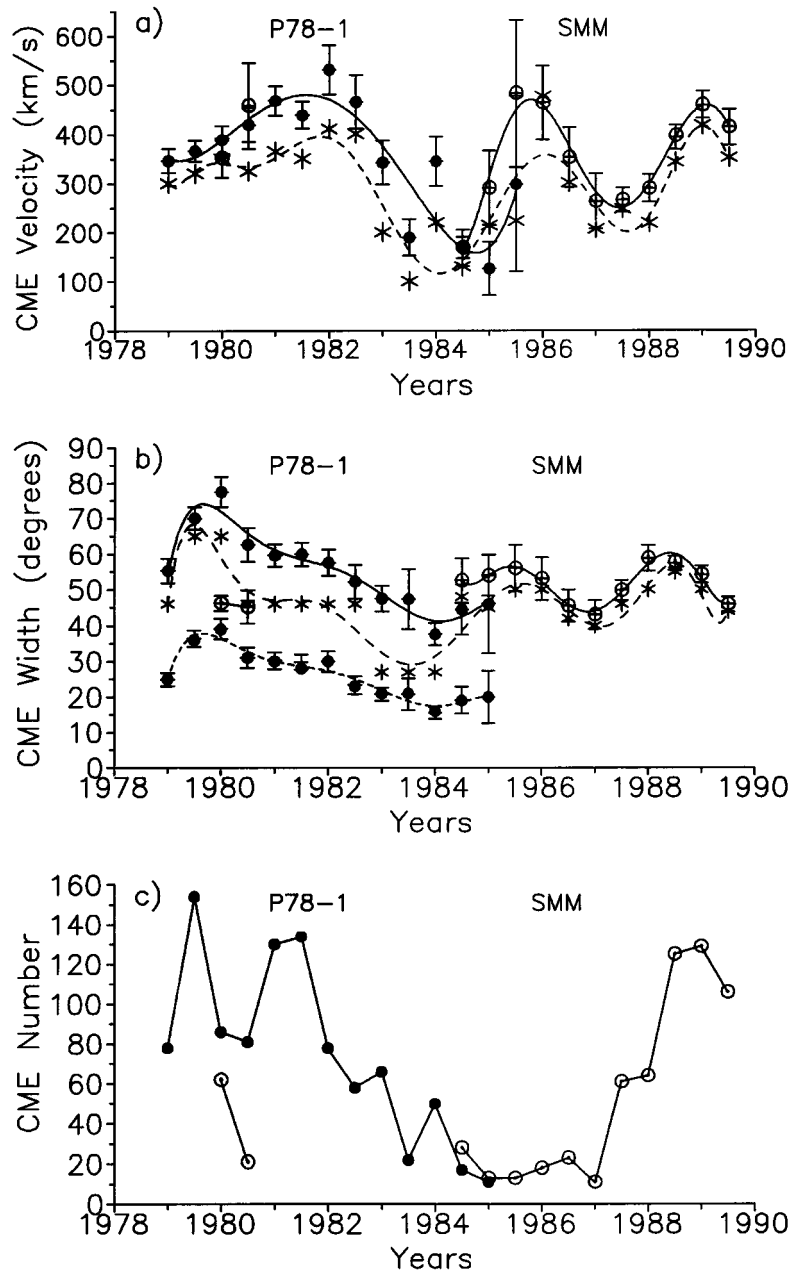 a) P78-1 SMM
CME Velocity (km/s)
600
500
400
300
200
100
0
1978 1980 1982 1984 1986 1988 1990
Years
b) P78-1 SMM
CME Width (degrees)
90
80
70
60
50
40
30
20
10
0
1978 1980 1982 1984 1986 1988 1990
Years
c) P78-1 SMM
CME Number
160
140
120
100
80
60
40
20
0
1978 1980 1982 1984 1986 1988 1990
Years